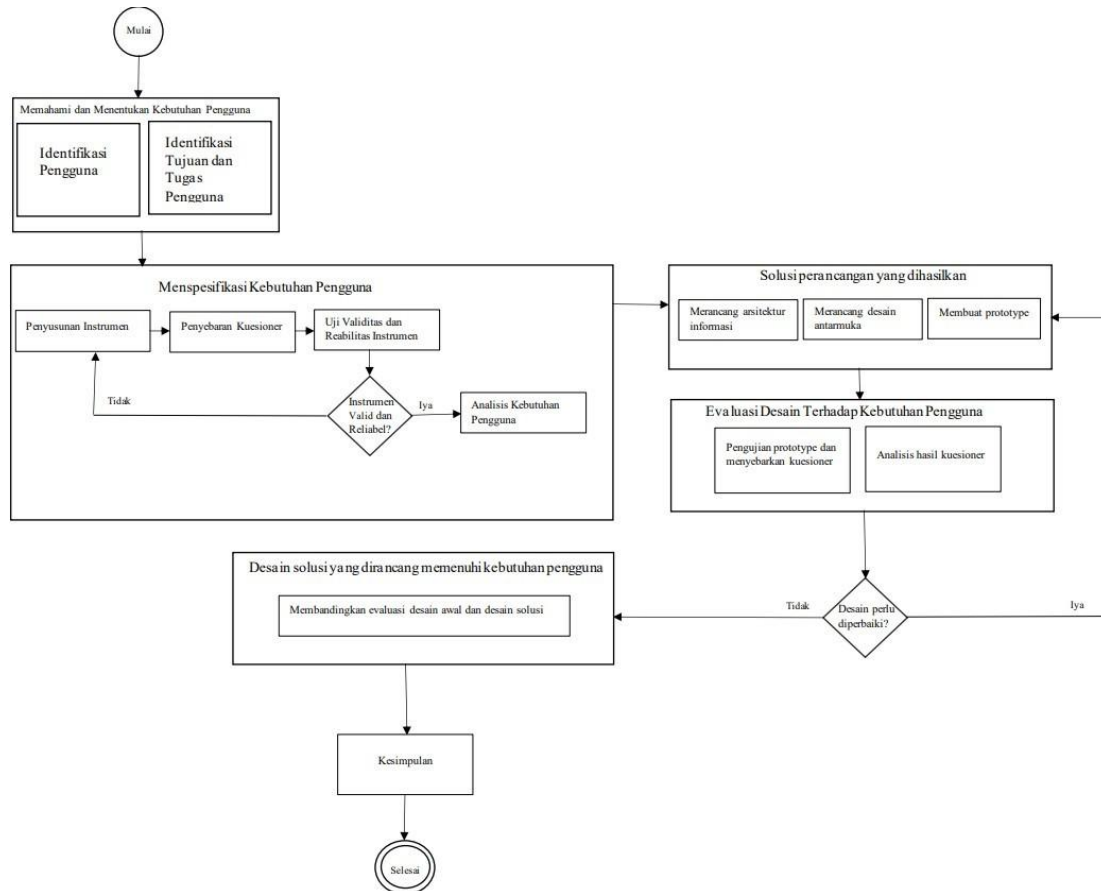 Mulai
Memahami dan Menentukan Kebutuhan Pengguna
Identifikasi
Pengguna
Identifikasi
Tujuan dan
Tugas
Pengguna
Menspesifikasi Kebutuhan Pengguna
Penyusunan Instrumen
Penyebaran Kuesioner
Uji Validitas dan
Reabilitas Instrumen
Tidak
Instrumen
Valid dan
Reliabel?
Iya
Analisis Kebutuhan
Pengguna
Solusi perancangan yang dihasilkan
Merancang arsitektur
informasi
Merancang desain
antarmuka
Membuat prototype
Evaluasi Desain Terhadap Kebutuhan Pengguna
Pengujian prototype dan
menyebarkan kuesioner
Analisis hasil kuesioner
Desain perlu
diperbaiki?
Tidak
Iya
Desain solusi yang dirancang memenuhi kebutuhan pengguna
Membandingkan evaluasi desain awal dan desain solusi
Kesimpulan
Selesai